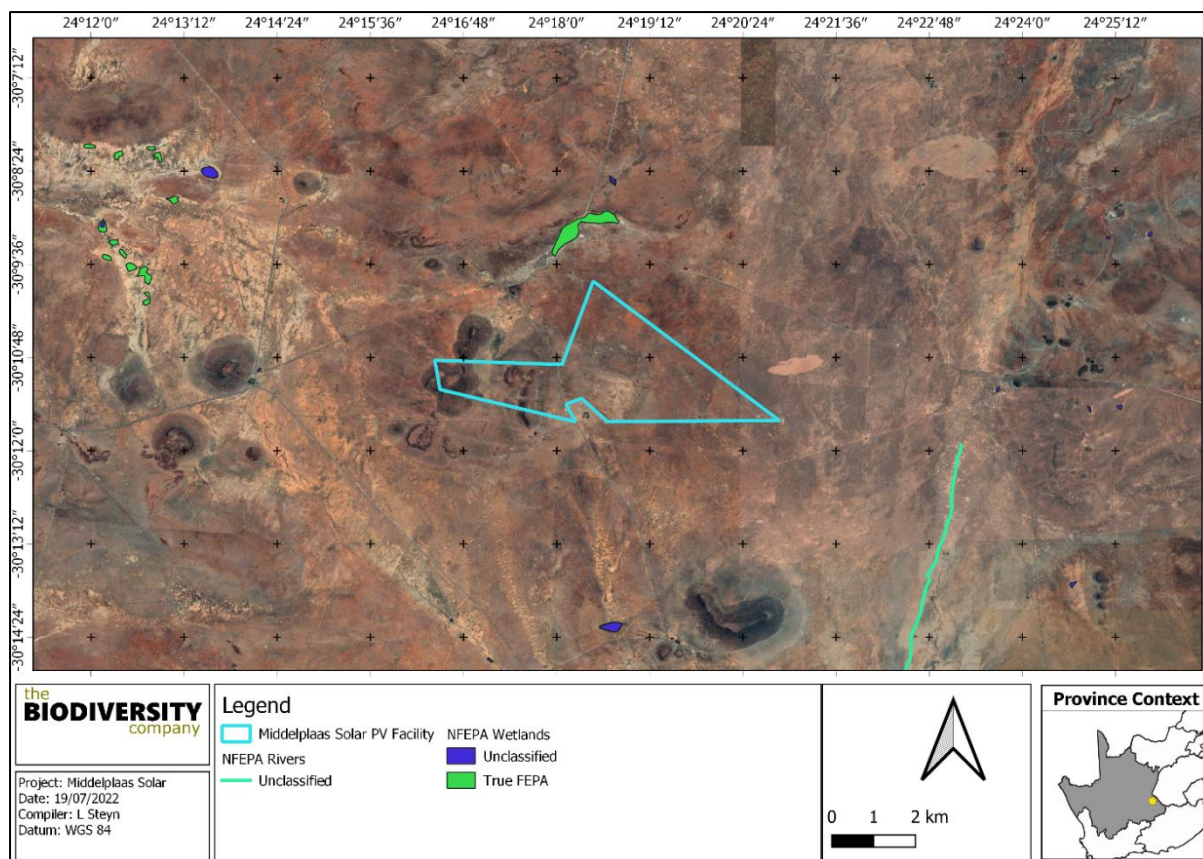 24°12'0" 24°13'12" 24°14'24" 24°15'36" 24°16'48" 24°18'0" 24°19'12" 24°20'24" 24°21'36" 24°22'48" 24°24'0" 24°25'12"
-30°7'12"
-30°8'24"
-30°9'36"
-30°10'48"
-30°12'0"
-30°13'12"
-30°14'24"
the
BIODIVERSITY
company
Project: Middelplaas Solar
Date: 19/07/2022
Compiler: L Steyn
Datum: WGS 84
Legend
Middelplaas Solar PV Facility
NFEPA Rivers
Unclassified
NFEPA Wetlands
Unclassified
True FEPA
0 1 2 km
Province Context